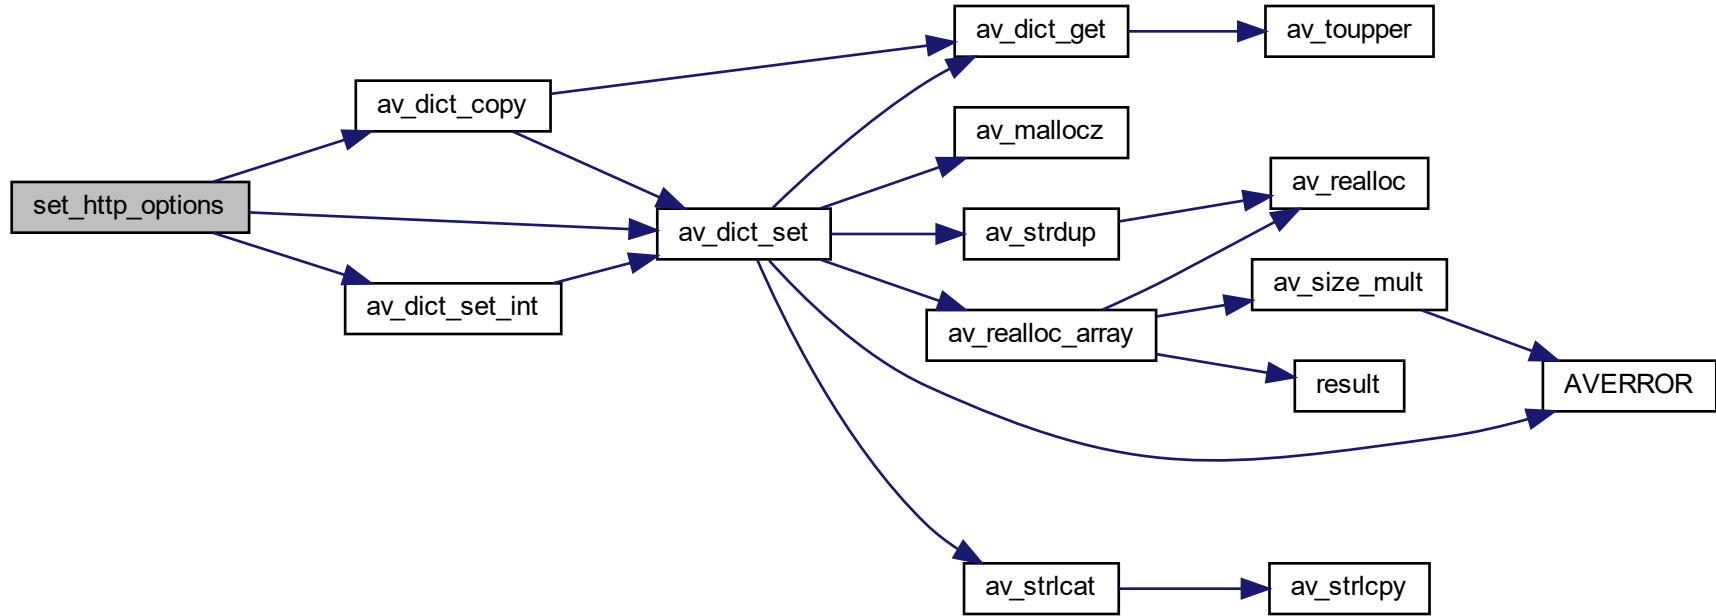 av_dict_get
av_toupper
av_dict_copy
av_mallocz
av_realloc
set_http_options
av_dict_set
av_strdup
av_size_mult
av_dict_set_int
av_realloc_array
result
AVERROR
av_strlcat
av_strlcpy